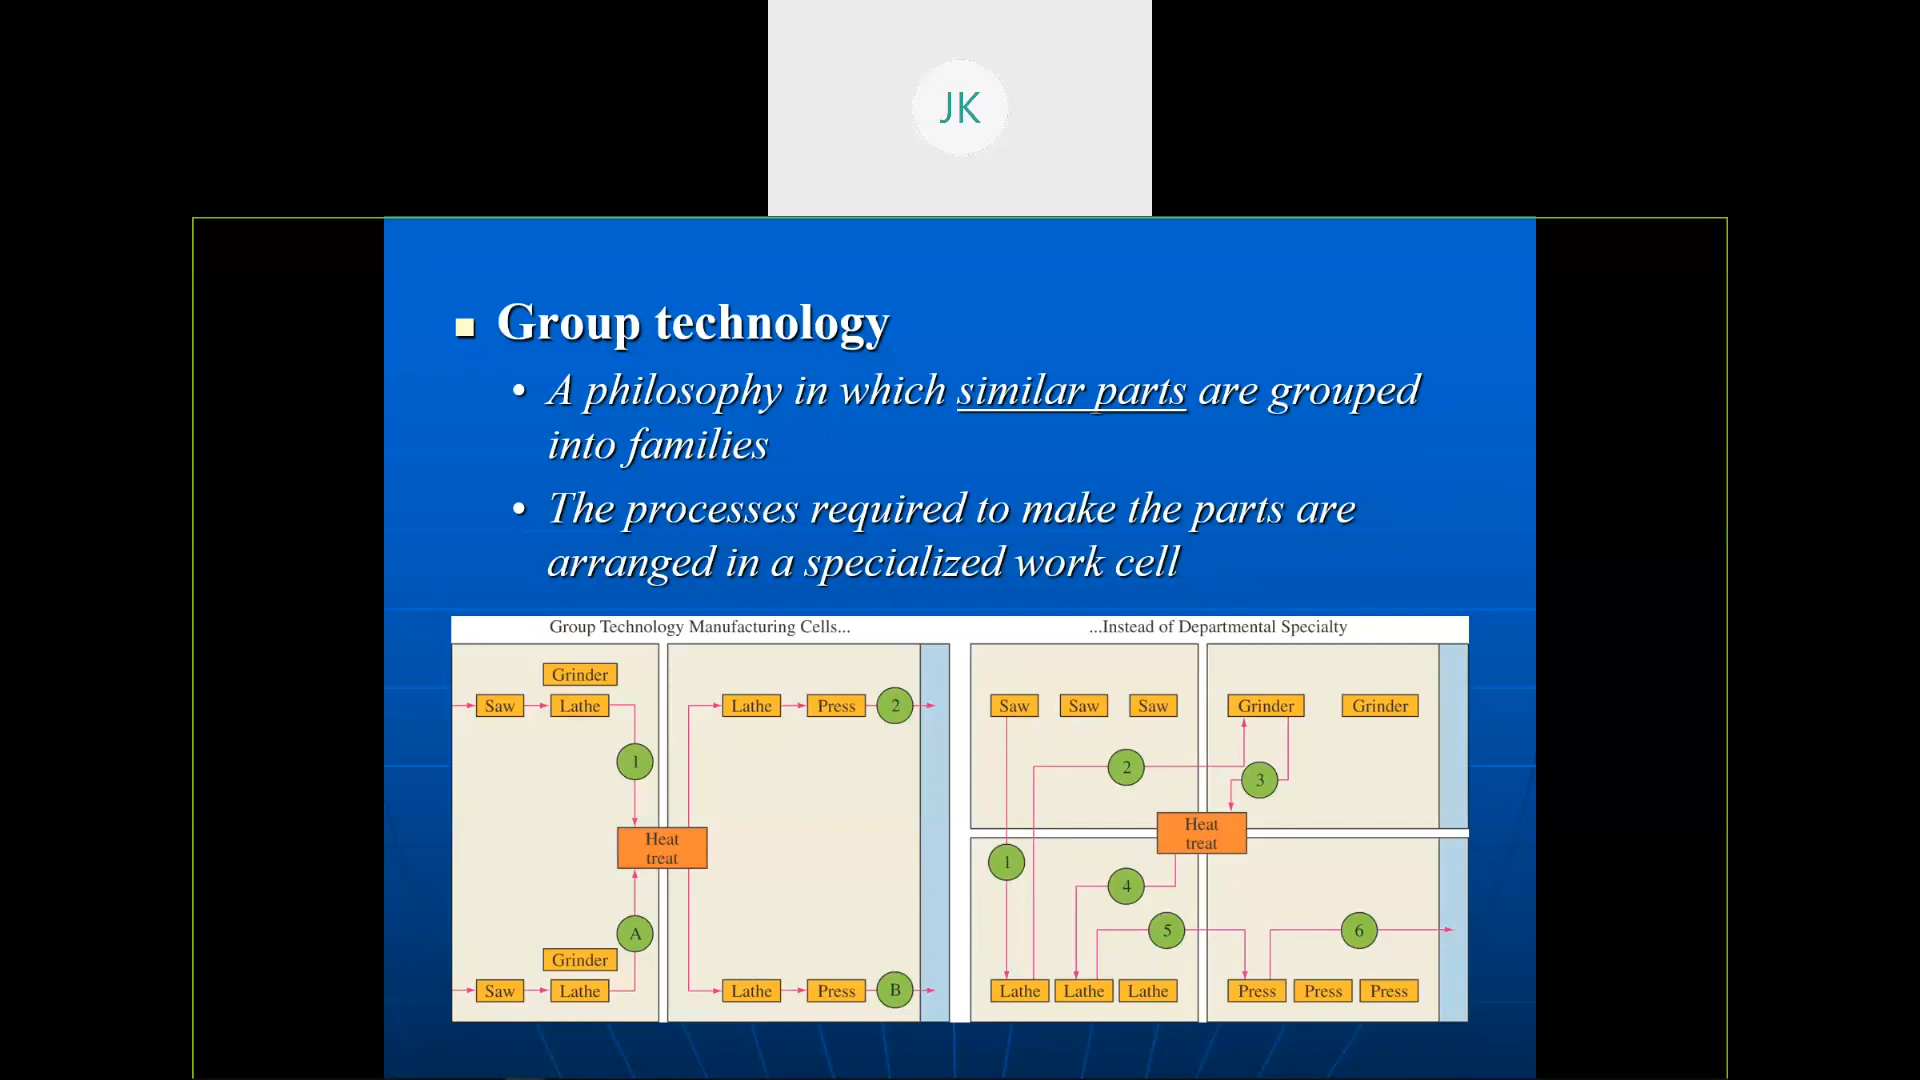 JK
Group technology
• A philosophy in which similar parts are grouped
into families
• The processes required to make the parts are
arranged in a specialized work cell
Group Technology Manufacturing Cells...
Grinder
Saw Lathe Lathe Press 2
1
Heat
treat
A
Grinder
Saw Lathe Lathe Press B
...Instead of Departmental Specialty
Saw Saw Saw Grinder Grinder
2
3
Heat
treat
1
4
5 6
Lathe Lathe Lathe Press Press Press